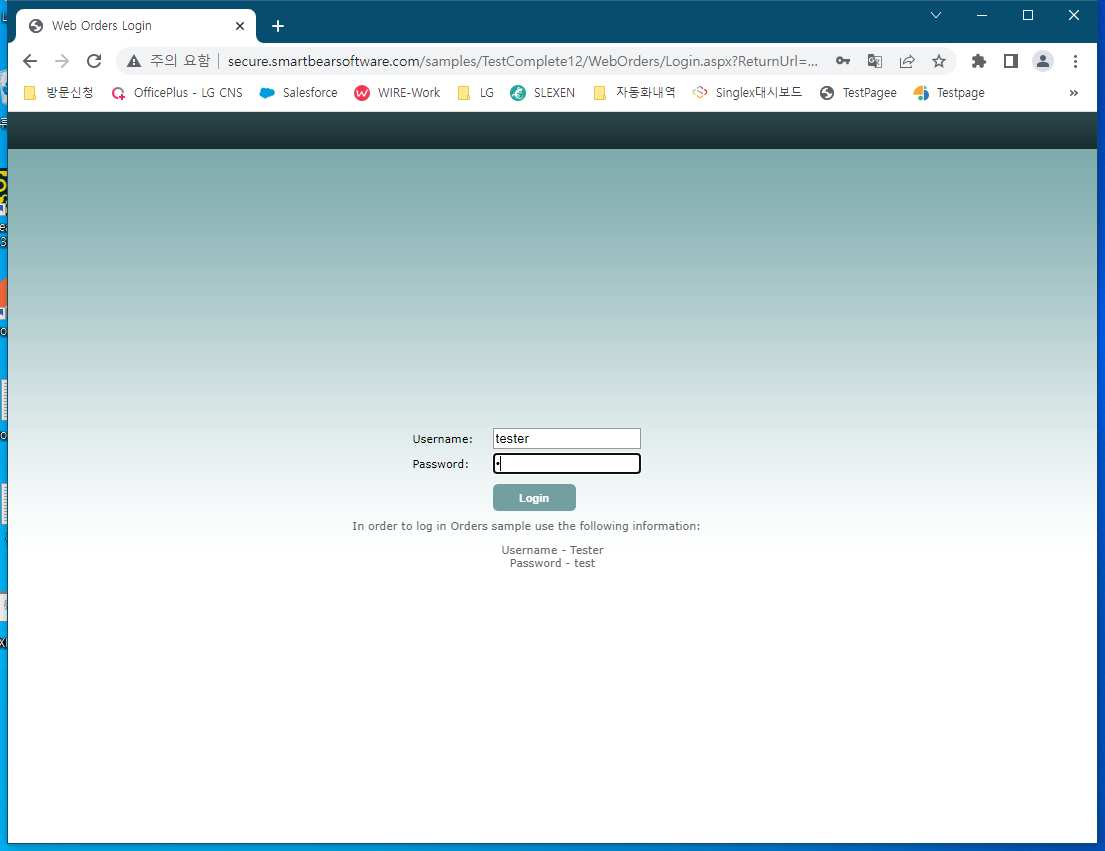 Web Orders Login
주의 요함 secure.smartbearsoftware.com/samples/TestComplete12/WebOrders/Login.aspx?ReturnUrl=...
방문신청 OfficePlus - LG CNS Salesforce WIRE-Work LG SLEXEN 자동화내역 Singlex대시보드 TestPagee Testpage »
Username: tester
Password: •
Login
In order to log in Orders sample use the following information:
Username - Tester
Password - test